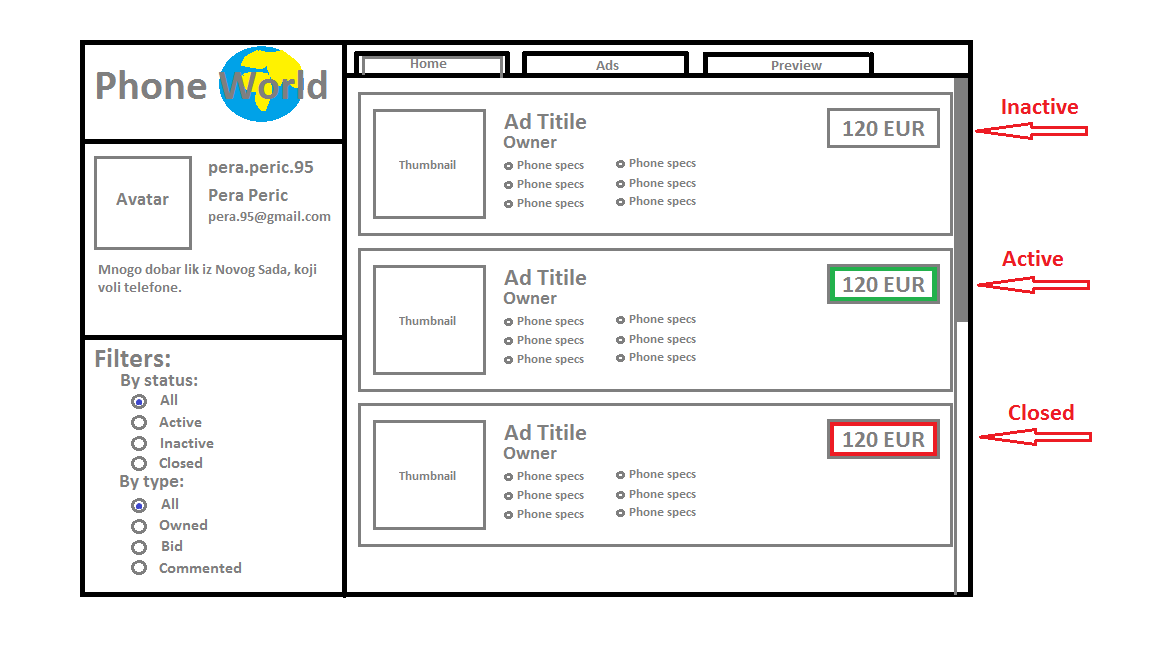 Phone World
pera.peric.95
Avatar
Pera Peric
pera.95@gmail.com
Mnogo dobar lik iz Novog Sada, koji
voli telefone.
Filters:
By status:
All
Active
Inactive
Closed
By type:
All
Owned
Bid
Commented
Home Ads Preview
Ad Titile
Owner
Thumbnail
Phone specs Phone specs
Phone specs Phone specs
Phone specs Phone specs
120 EUR
Inactive
Ad Titile
Owner
Thumbnail
Phone specs Phone specs
Phone specs Phone specs
Phone specs Phone specs
120 EUR
Active
Ad Titile
Owner
Thumbnail
Phone specs Phone specs
Phone specs Phone specs
Phone specs Phone specs
120 EUR
Closed